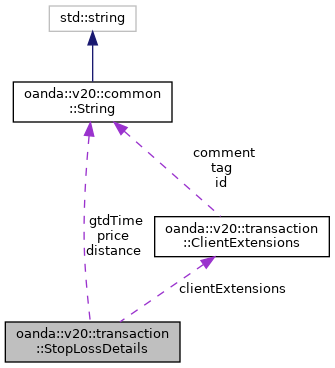 std::string
oanda::v20::common
::String
comment
tag
id
gtdTime
price
distance
oanda::v20::transaction
::ClientExtensions
clientExtensions
oanda::v20::transaction
::StopLossDetails